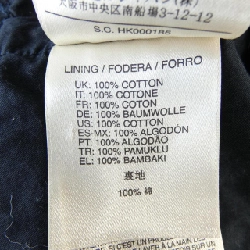 大阪市中央区南船場3-12-12
S.O. HK000188
LINING / FODERA / FORRO
UK: 100% COTTON
IT: 100% COTONE
FR: 100% COTON
DE: 100% BAUMWOLLE
US: 100% COTTON
ES-MX: 100% ALGODÓN
PT: 100% ALGODÃO
TR: 100% PAMUKLU
EL: 100% BAMBAKI
裏地
100% 綿